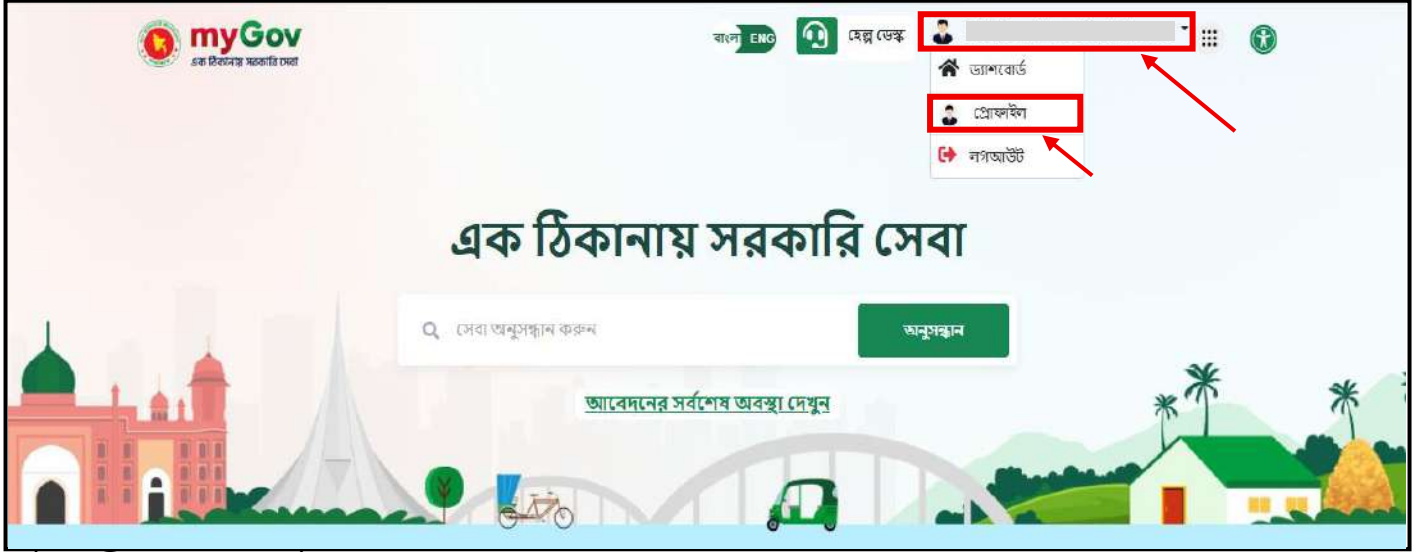 myGov
এক ঠিকানায় সরকারি সেবা
বাংলা ENG
হেল্প ডেস্ক
ড্যাশবোর্ড
প্রোফাইল
লগআউট
এক ঠিকানায় সরকারি সেবা
সেবা অনুসন্ধান করুন
অনুসন্ধান
আবেদনের সর্বশেষ অবস্থা দেখুন